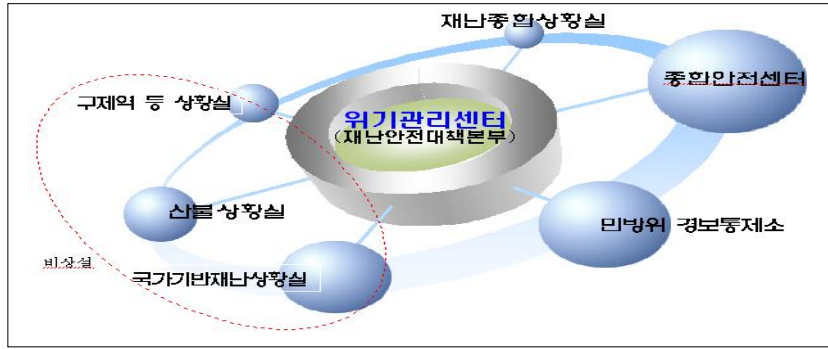 재난종합상황실
종합안전센터
구제역 등 상황실
위기관리센터
(재난안전대책본부)
산불상황실
민방위 경보통제소
비상설
국가기반재난상황실